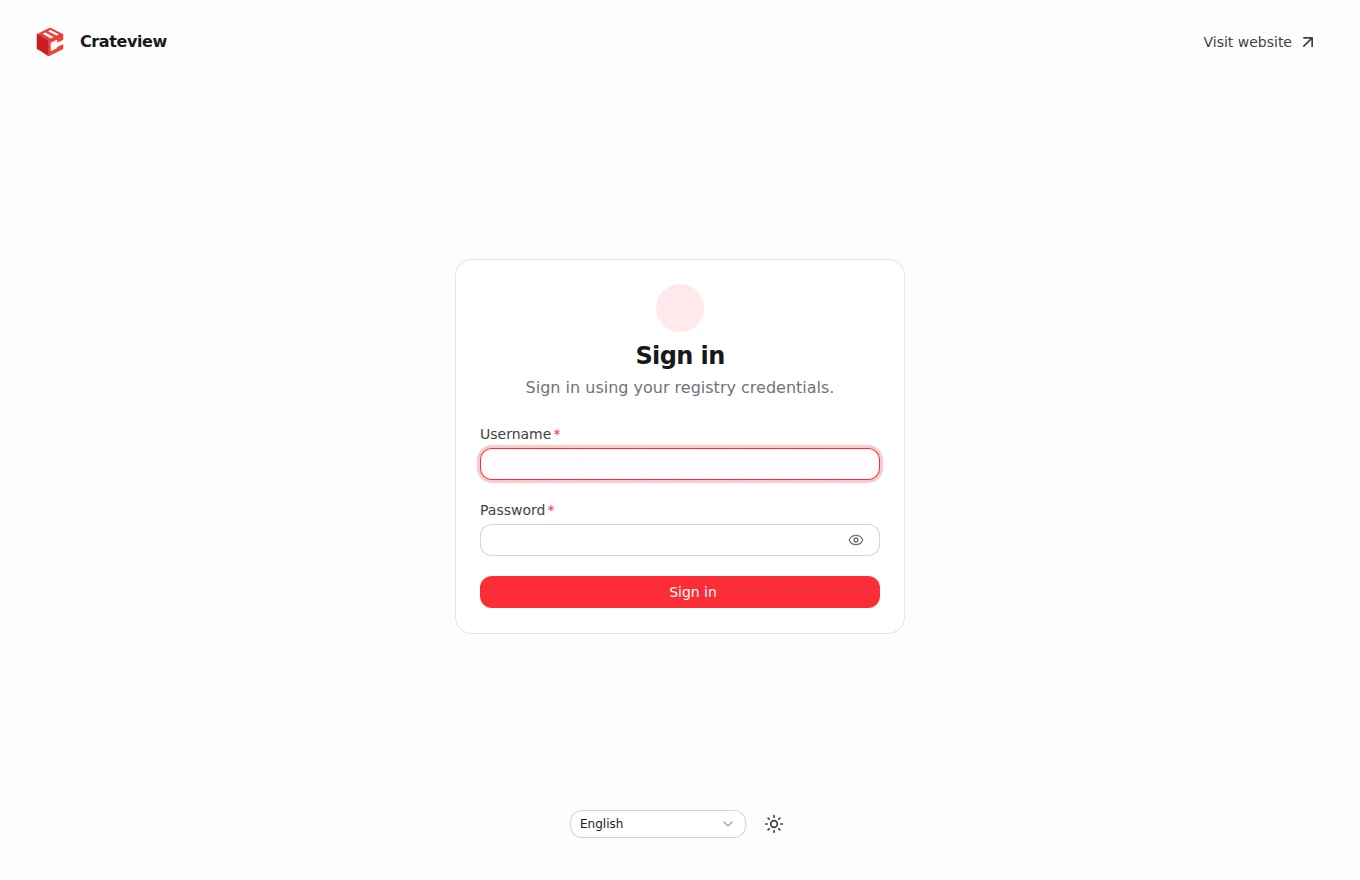 Crateview
Visit website
Sign in
Sign in using your registry credentials.
Username*
Password*
Sign in
English